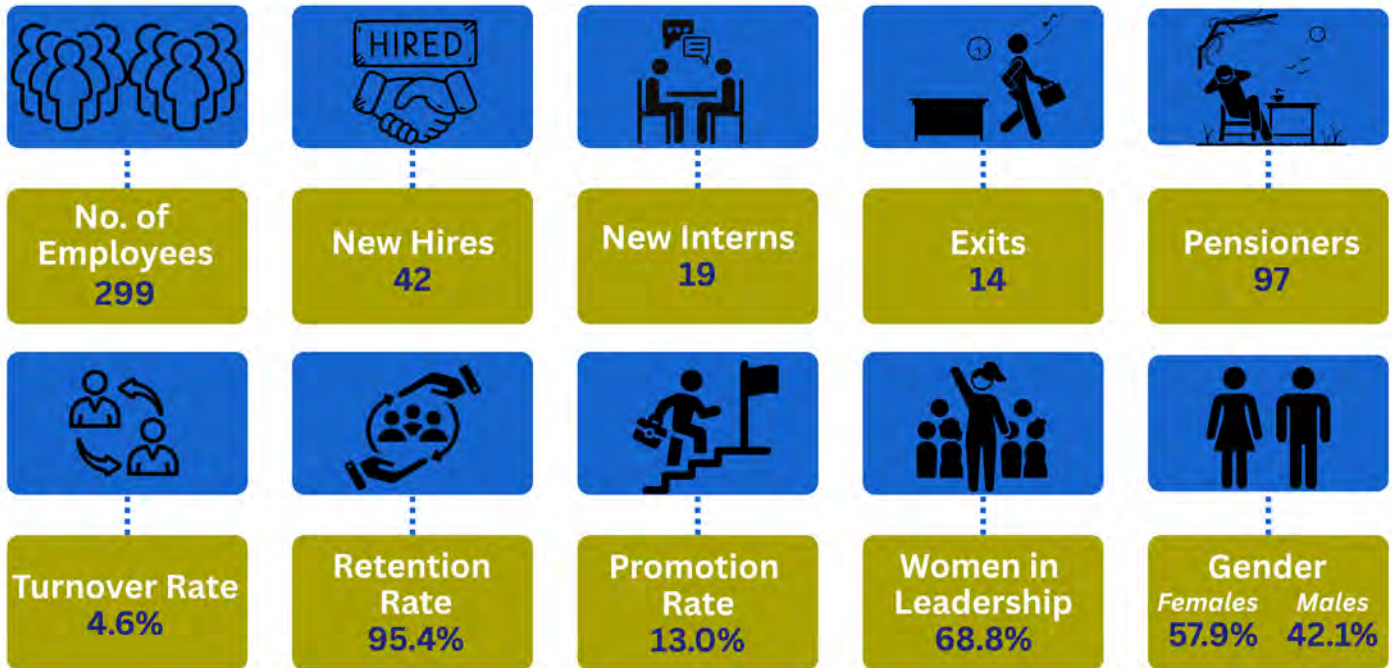 HIRED
No. of
Employees
299
New Hires
42
New Interns
19
Exits
14
Pensioners
97
Turnover Rate
4.6%
Retention
Rate
95.4%
Promotion
Rate
13.0%
Women in
Leadership
68.8%
Gender
Females Males
57.9% 42.1%